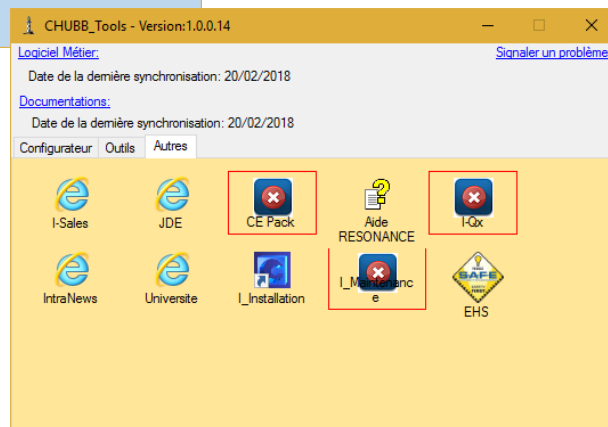 CHUBB_Tools - Version:1.0.0.14
Logiciel Métier:
Signaler un problème
Date de la dernière synchronisation: 20/02/2018
Documentations:
Date de la dernière synchronisation: 20/02/2018
Configurateur Outils Autres
I-Sales
JDE
CE Pack
Aide
RESONANCE
I-Qx
IntraNews
Universite
I_Installation
I_Maintenanc
e
SAFE
EHS